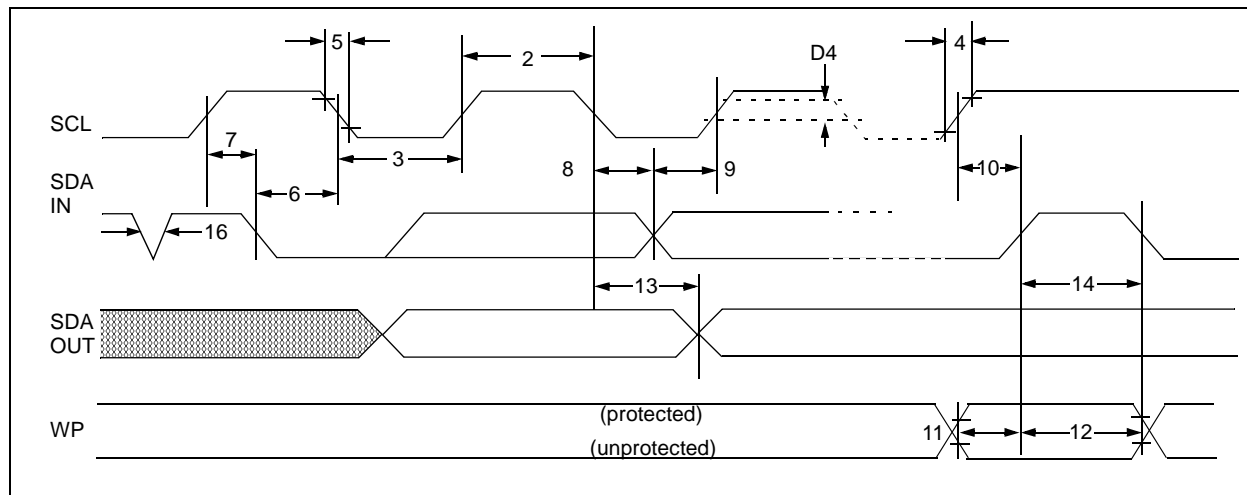 5
2
D4
4
SCL
7
3
8
9
10
SDA
IN
6
16
13
14
SDA
OUT
WP
(protected)
11
12
(unprotected)